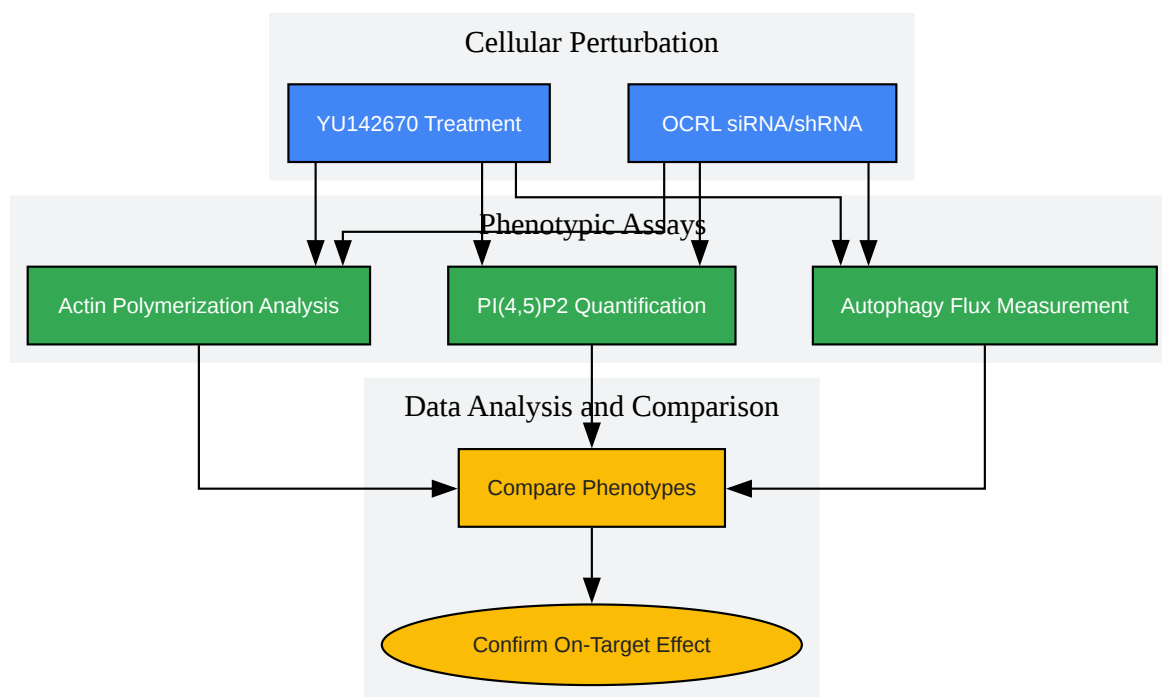 Cellular Perturbation
YU142670 Treatment
OCRL siRNA/shRNA
Phenotypic Assays
Actin Polymerization Analysis
PI(4,5)P2 Quantification
Autophagy Flux Measurement
Data Analysis and Comparison
Compare Phenotypes
Confirm On-Target Effect